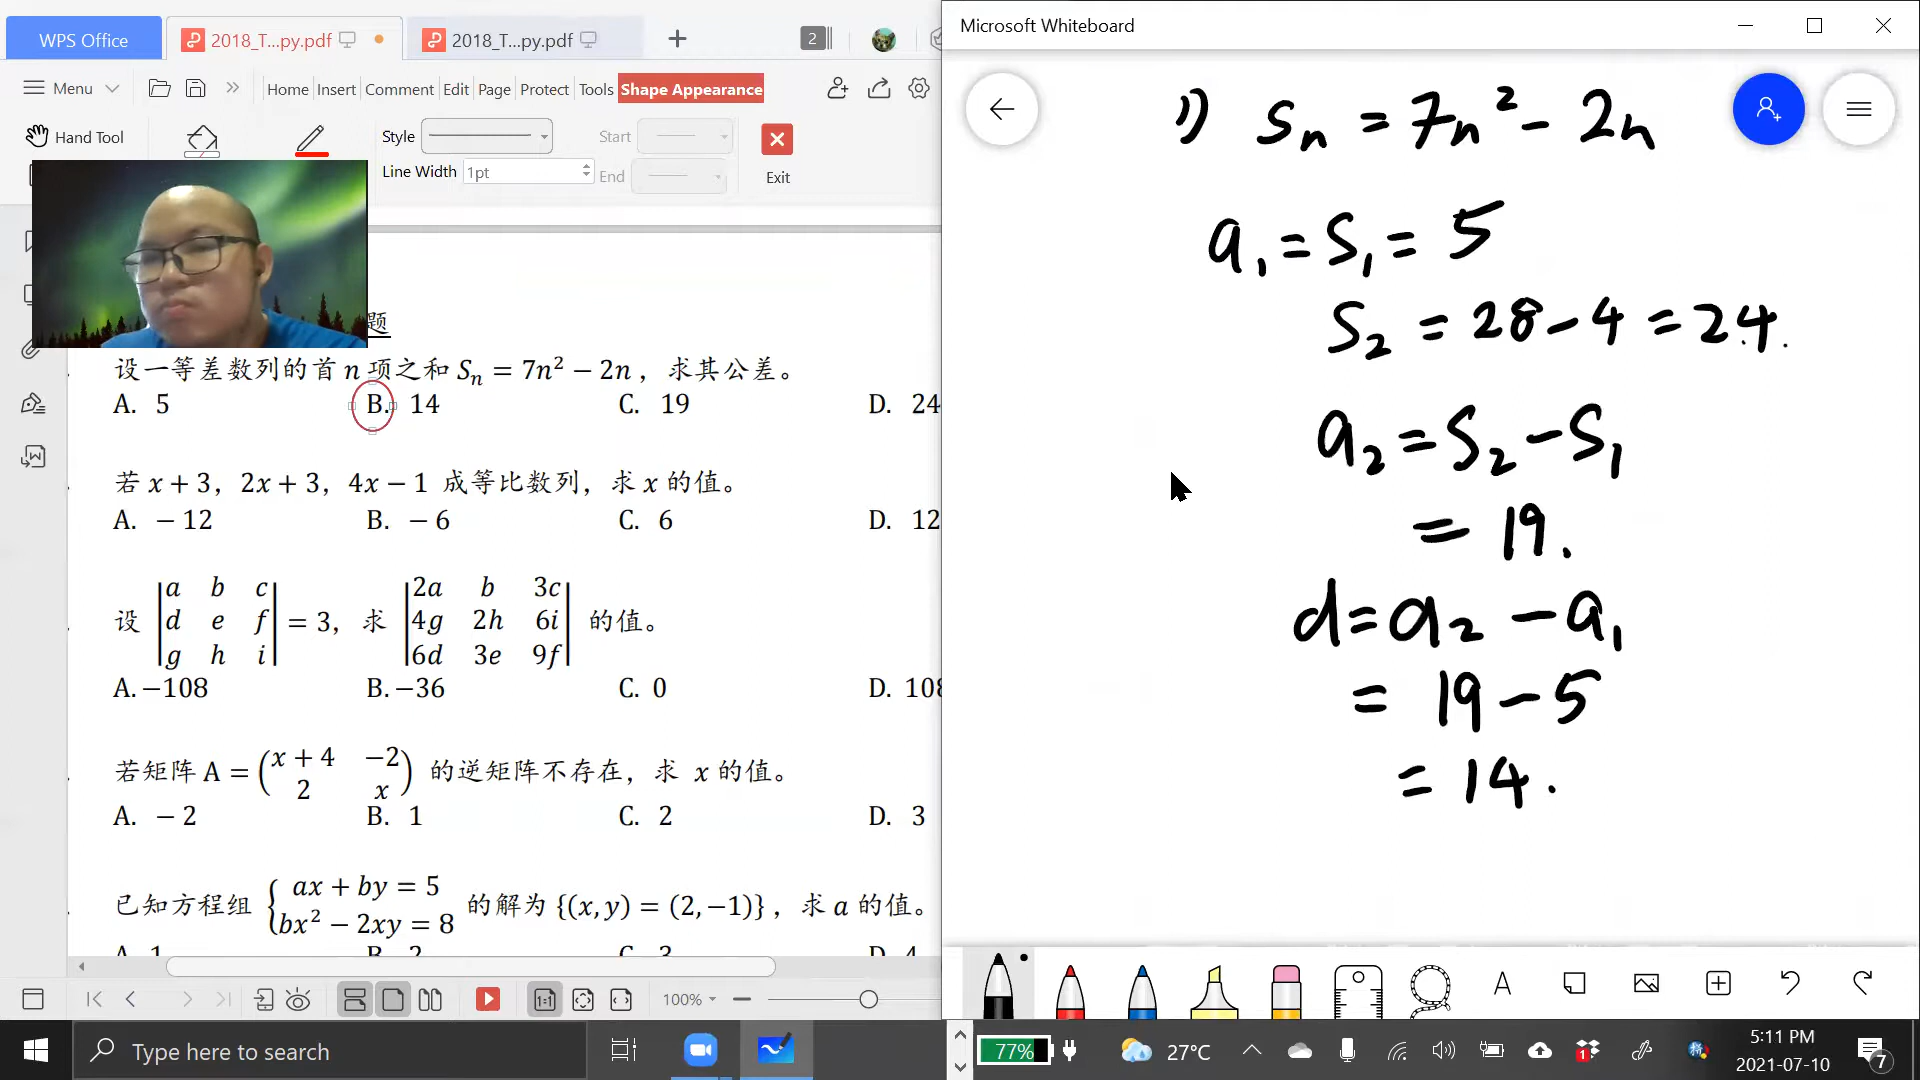 WPS Office
2018_T...py.pdf
2018_T...py.pdf
2
Menu
Home Insert Comment Edit Page Protect Tools Shape Appearance
Hand Tool
Style
Start
Line Width 1pt
End
Exit
题
设一等差数列的首 n 项之和 Sₙ = 7n² − 2n，求其公差。
A. 5 B. 14 C. 19 D. 24
若 x + 3，2x + 3，4x − 1 成等比数列，求 x 的值。
A. − 12 B. − 6 C. 6 D. 12
设 |a b c; d e f; g h i| = 3，求 |2a b 3c; 4g 2h 6i; 6d 3e 9f| 的值。
A. −108 B. −36 C. 0 D. 108
若矩阵 A = (x + 4 −2; 2 x) 的逆矩阵不存在，求 x 的值。
A. − 2 B. 1 C. 2 D. 3
已知方程组 { ax + by = 5; bx² − 2xy = 8 的解为 {(x, y) = (2, −1)}，求 a 的值。
A. 1 B. 2 C. 3 D. 4
100%
Microsoft Whiteboard
1) Sₙ = 7n² − 2n
a₁ = S₁ = 5
S₂ = 28 − 4 = 24.
a₂ = S₂ − S₁
= 19.
d = a₂ − a₁
= 19 − 5
= 14.
Type here to search
77%
27°C
1
5:11 PM
2021-07-10
7